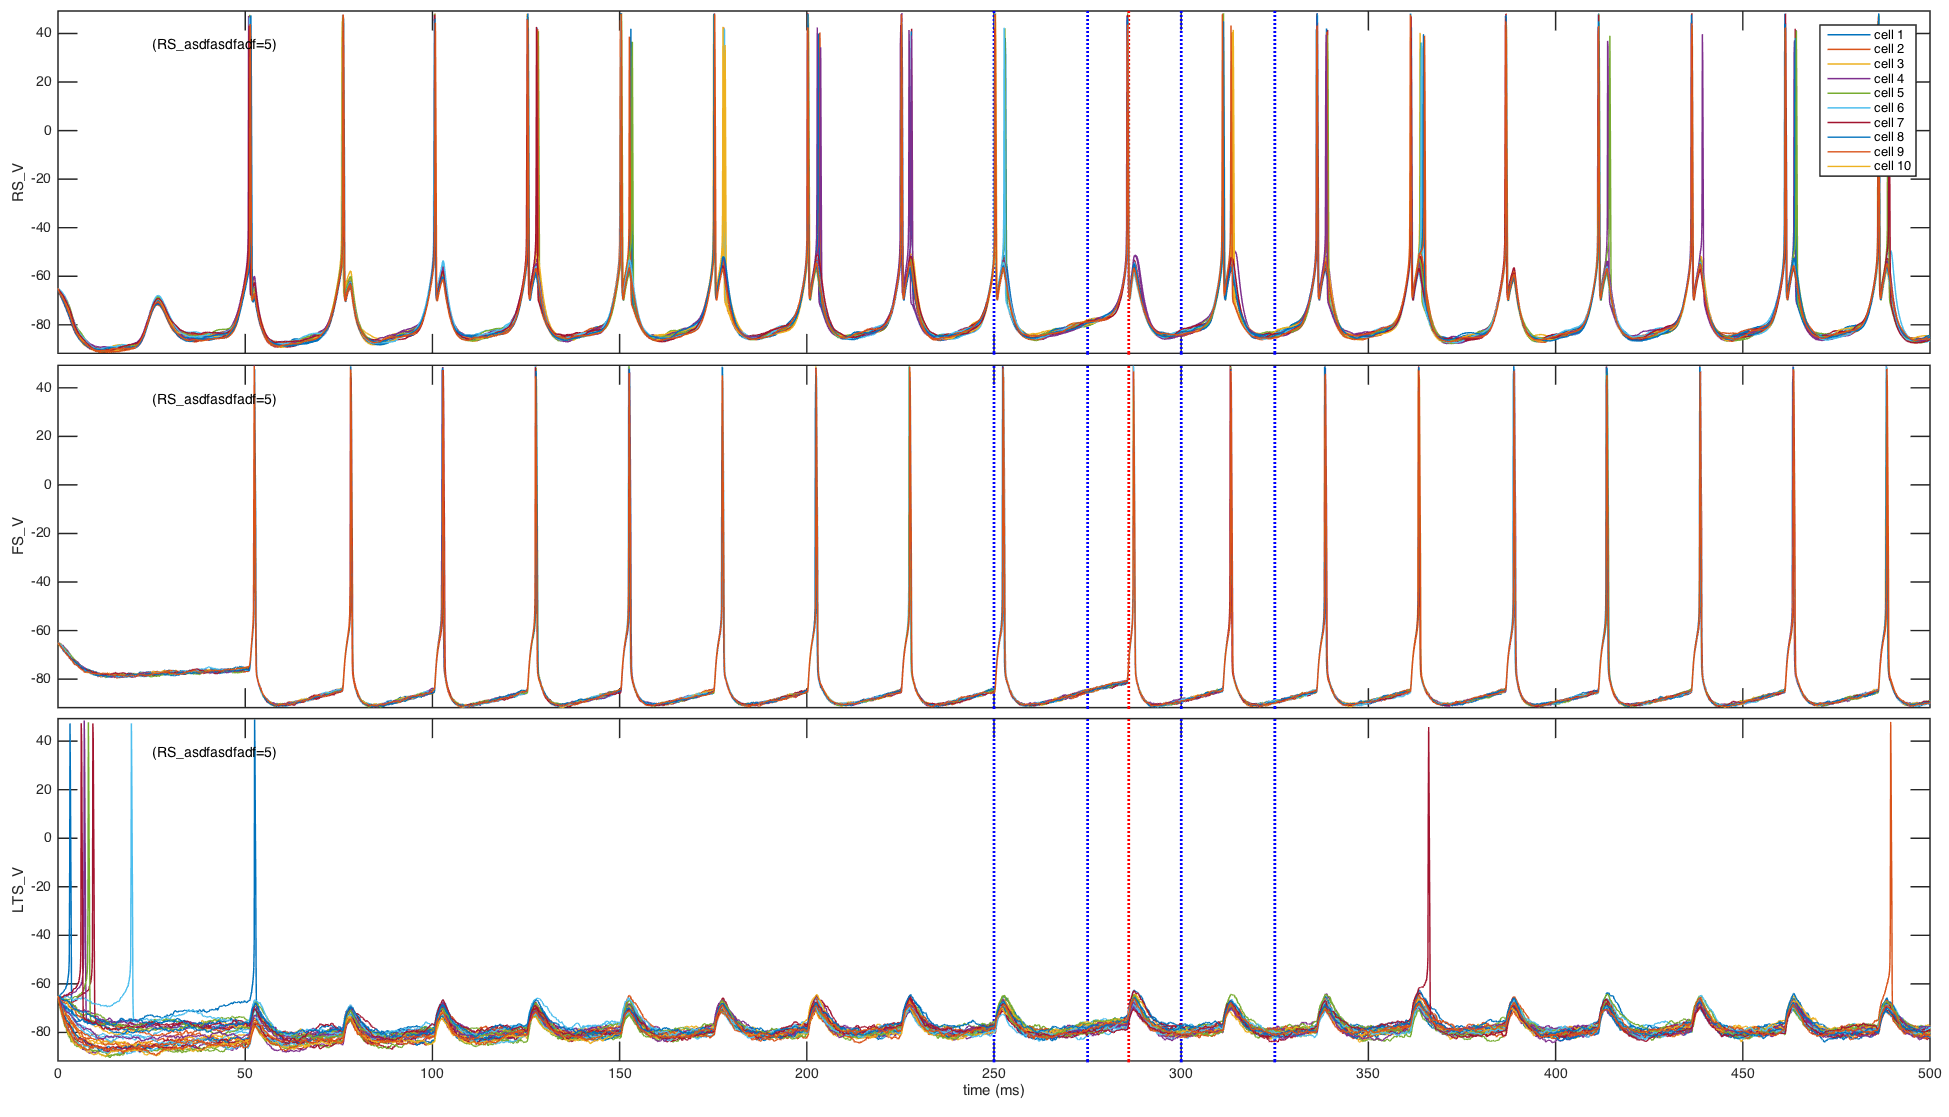 40
20
0
-20
-40
-60
-80
RS_V
(RS_asdfasdfadf=5)
cell 1
cell 2
cell 3
cell 4
cell 5
cell 6
cell 7
cell 8
cell 9
cell 10
40
20
0
-20
-40
-60
-80
FS_V
(RS_asdfasdfadf=5)
40
20
0
-20
-40
-60
-80
LTS_V
(RS_asdfasdfadf=5)
0 50 100 150 200 250 300 350 400 450 500
time (ms)